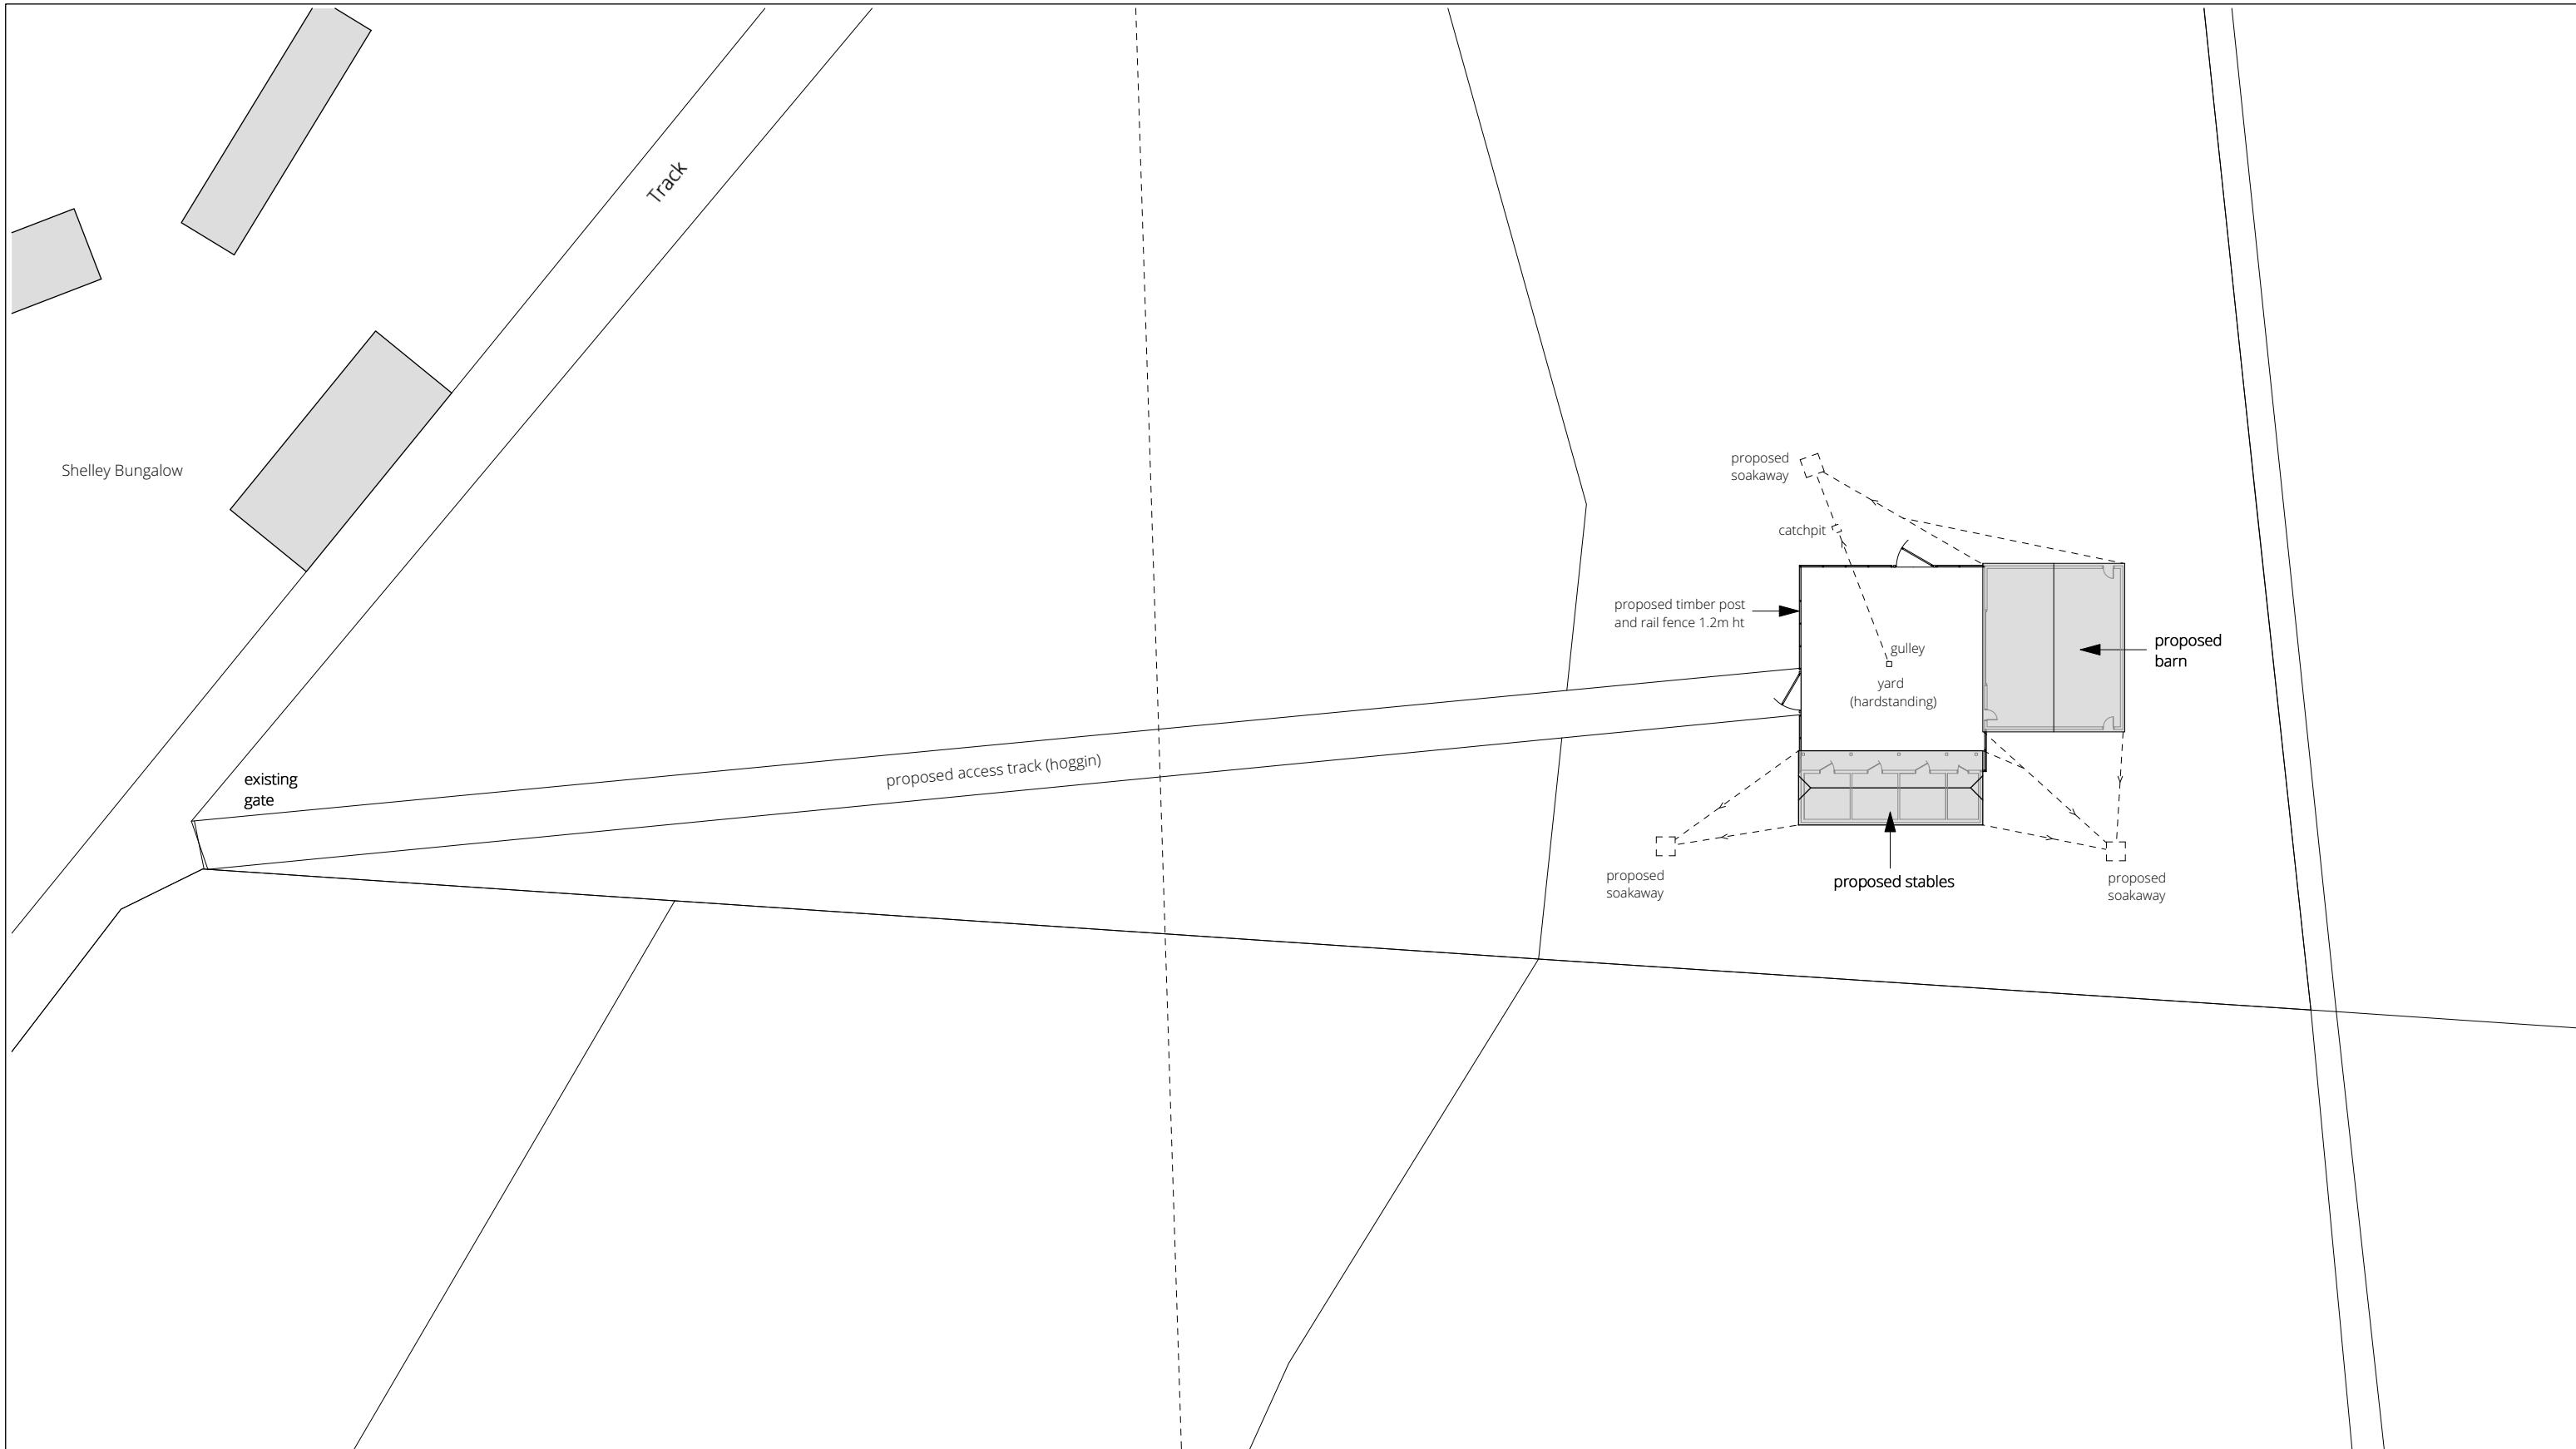 Track
proposed
soakaway
Shelley Bungalow
catchpit
proposed timber post
and rail fence 1.2m ht
gulley
proposed
barn
yard
(hardstanding)
existing
gate
proposed access track (hoggin)
proposed
soakaway
proposed stables
proposed
soakaway